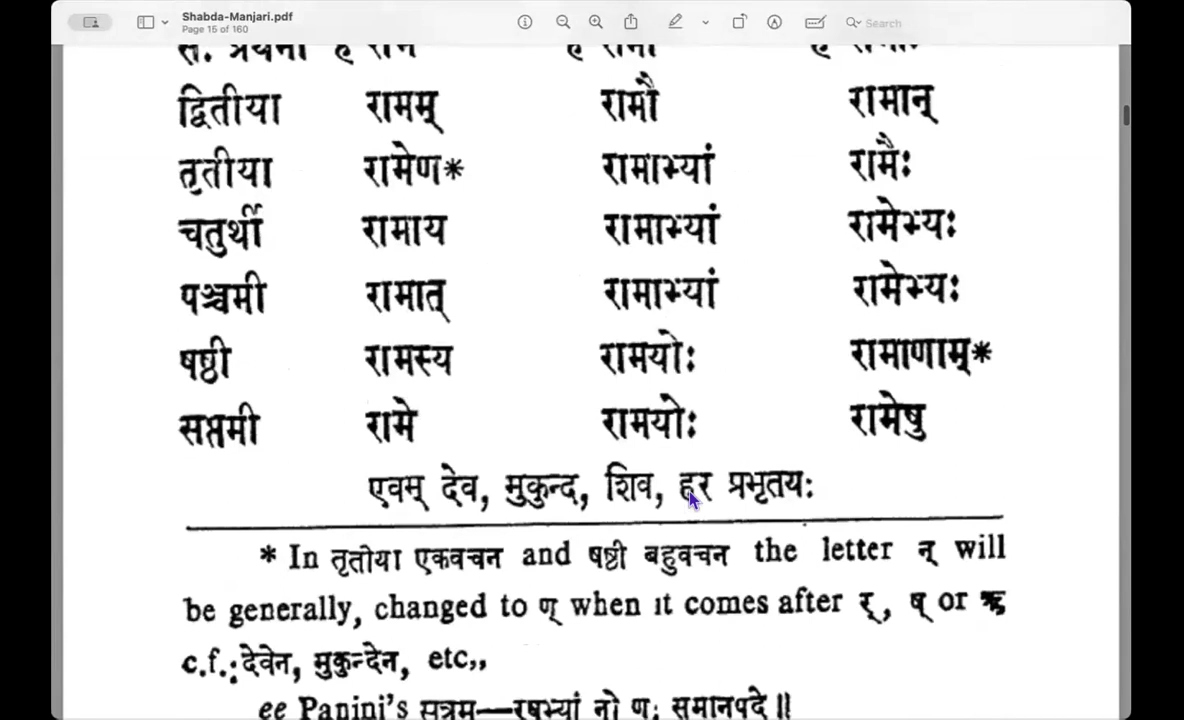 Shabda-Manjari.pdf
Page 15 of 160
Search
द्वितीया रामम् रामौ रामान्
तृतीया रामेण* रामाभ्यां रामैः
चतुर्थी रामाय रामाभ्यां रामेभ्यः
पञ्चमी रामात् रामाभ्यां रामेभ्यः
षष्ठी रामस्य रामयोः रामाणाम्*
सप्तमी रामे रामयोः रामेषु
एवम् देव, मुकुन्द, शिव, हर प्रभृतयः
* In तृतीया एकवचन and षष्टी बहुवचन the letter न् will
be generally, changed to ण् when it comes after र्, ष् or ऋ
c.f.: देवेन, मुकुन्देन, etc,,
ee Panini's सूत्रम्—रषाभ्यां नो णः समानपदे॥